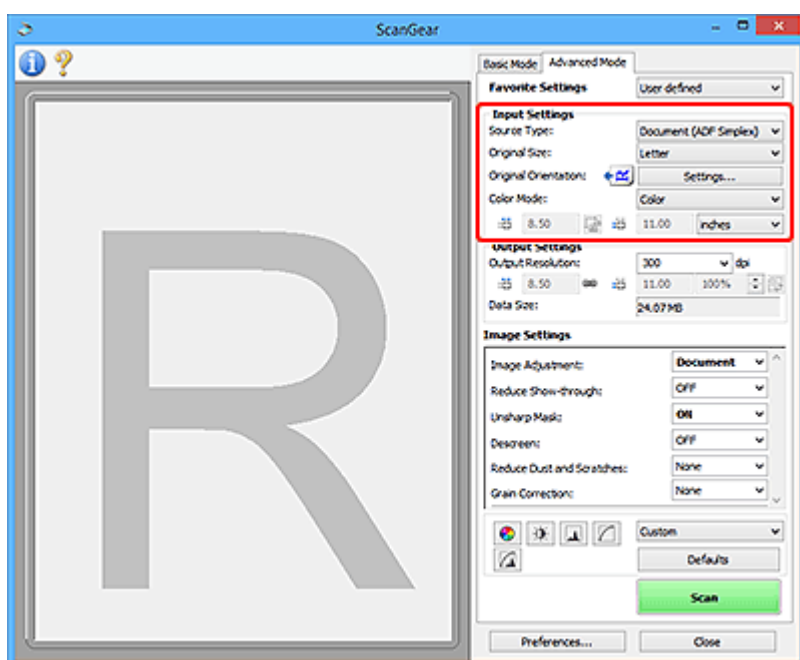 ScanGear
Basic Mode Advanced Mode
Favorite Settings User defined
Input Settings
Source Type: Document (ADF Simplex)
Original Size: Letter
Original Orientation: Settings...
Color Mode: Color
8.50 11.00 inches
Output Settings
Output Resolution: 300 dpi
8.50 11.00 100%
Data Size: 24.07 MB
Image Settings
Image Adjustment: Document
Reduce Show-through: OFF
Unsharp Mask: ON
Descreen: OFF
Reduce Dust and Scratches: None
Grain Correction: None
Custom
Defaults
Scan
Preferences... Close
R